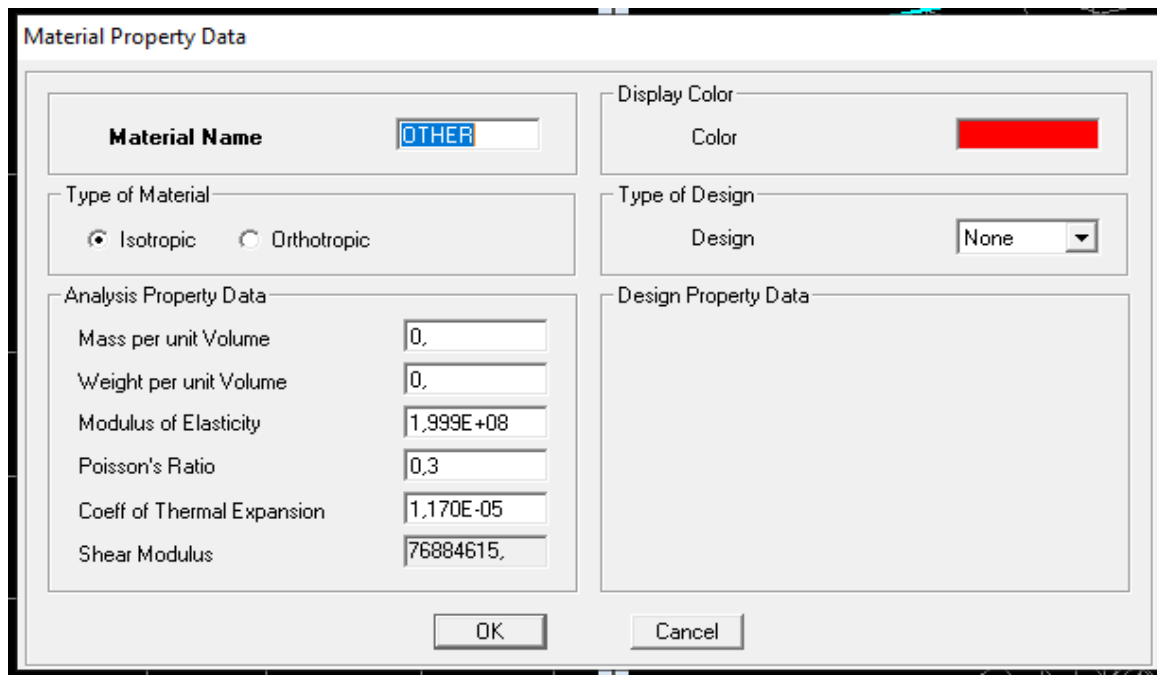 Material Property Data
Material Name OTHER
Display Color
Color
Type of Material
Isotropic Orthotropic
Type of Design
Design None
Analysis Property Data
Mass per unit Volume 0,
Weight per unit Volume 0,
Modulus of Elasticity 1,999E+08
Poisson's Ratio 0,3
Coeff of Thermal Expansion 1,170E-05
Shear Modulus 76884615,
Design Property Data
OK Cancel